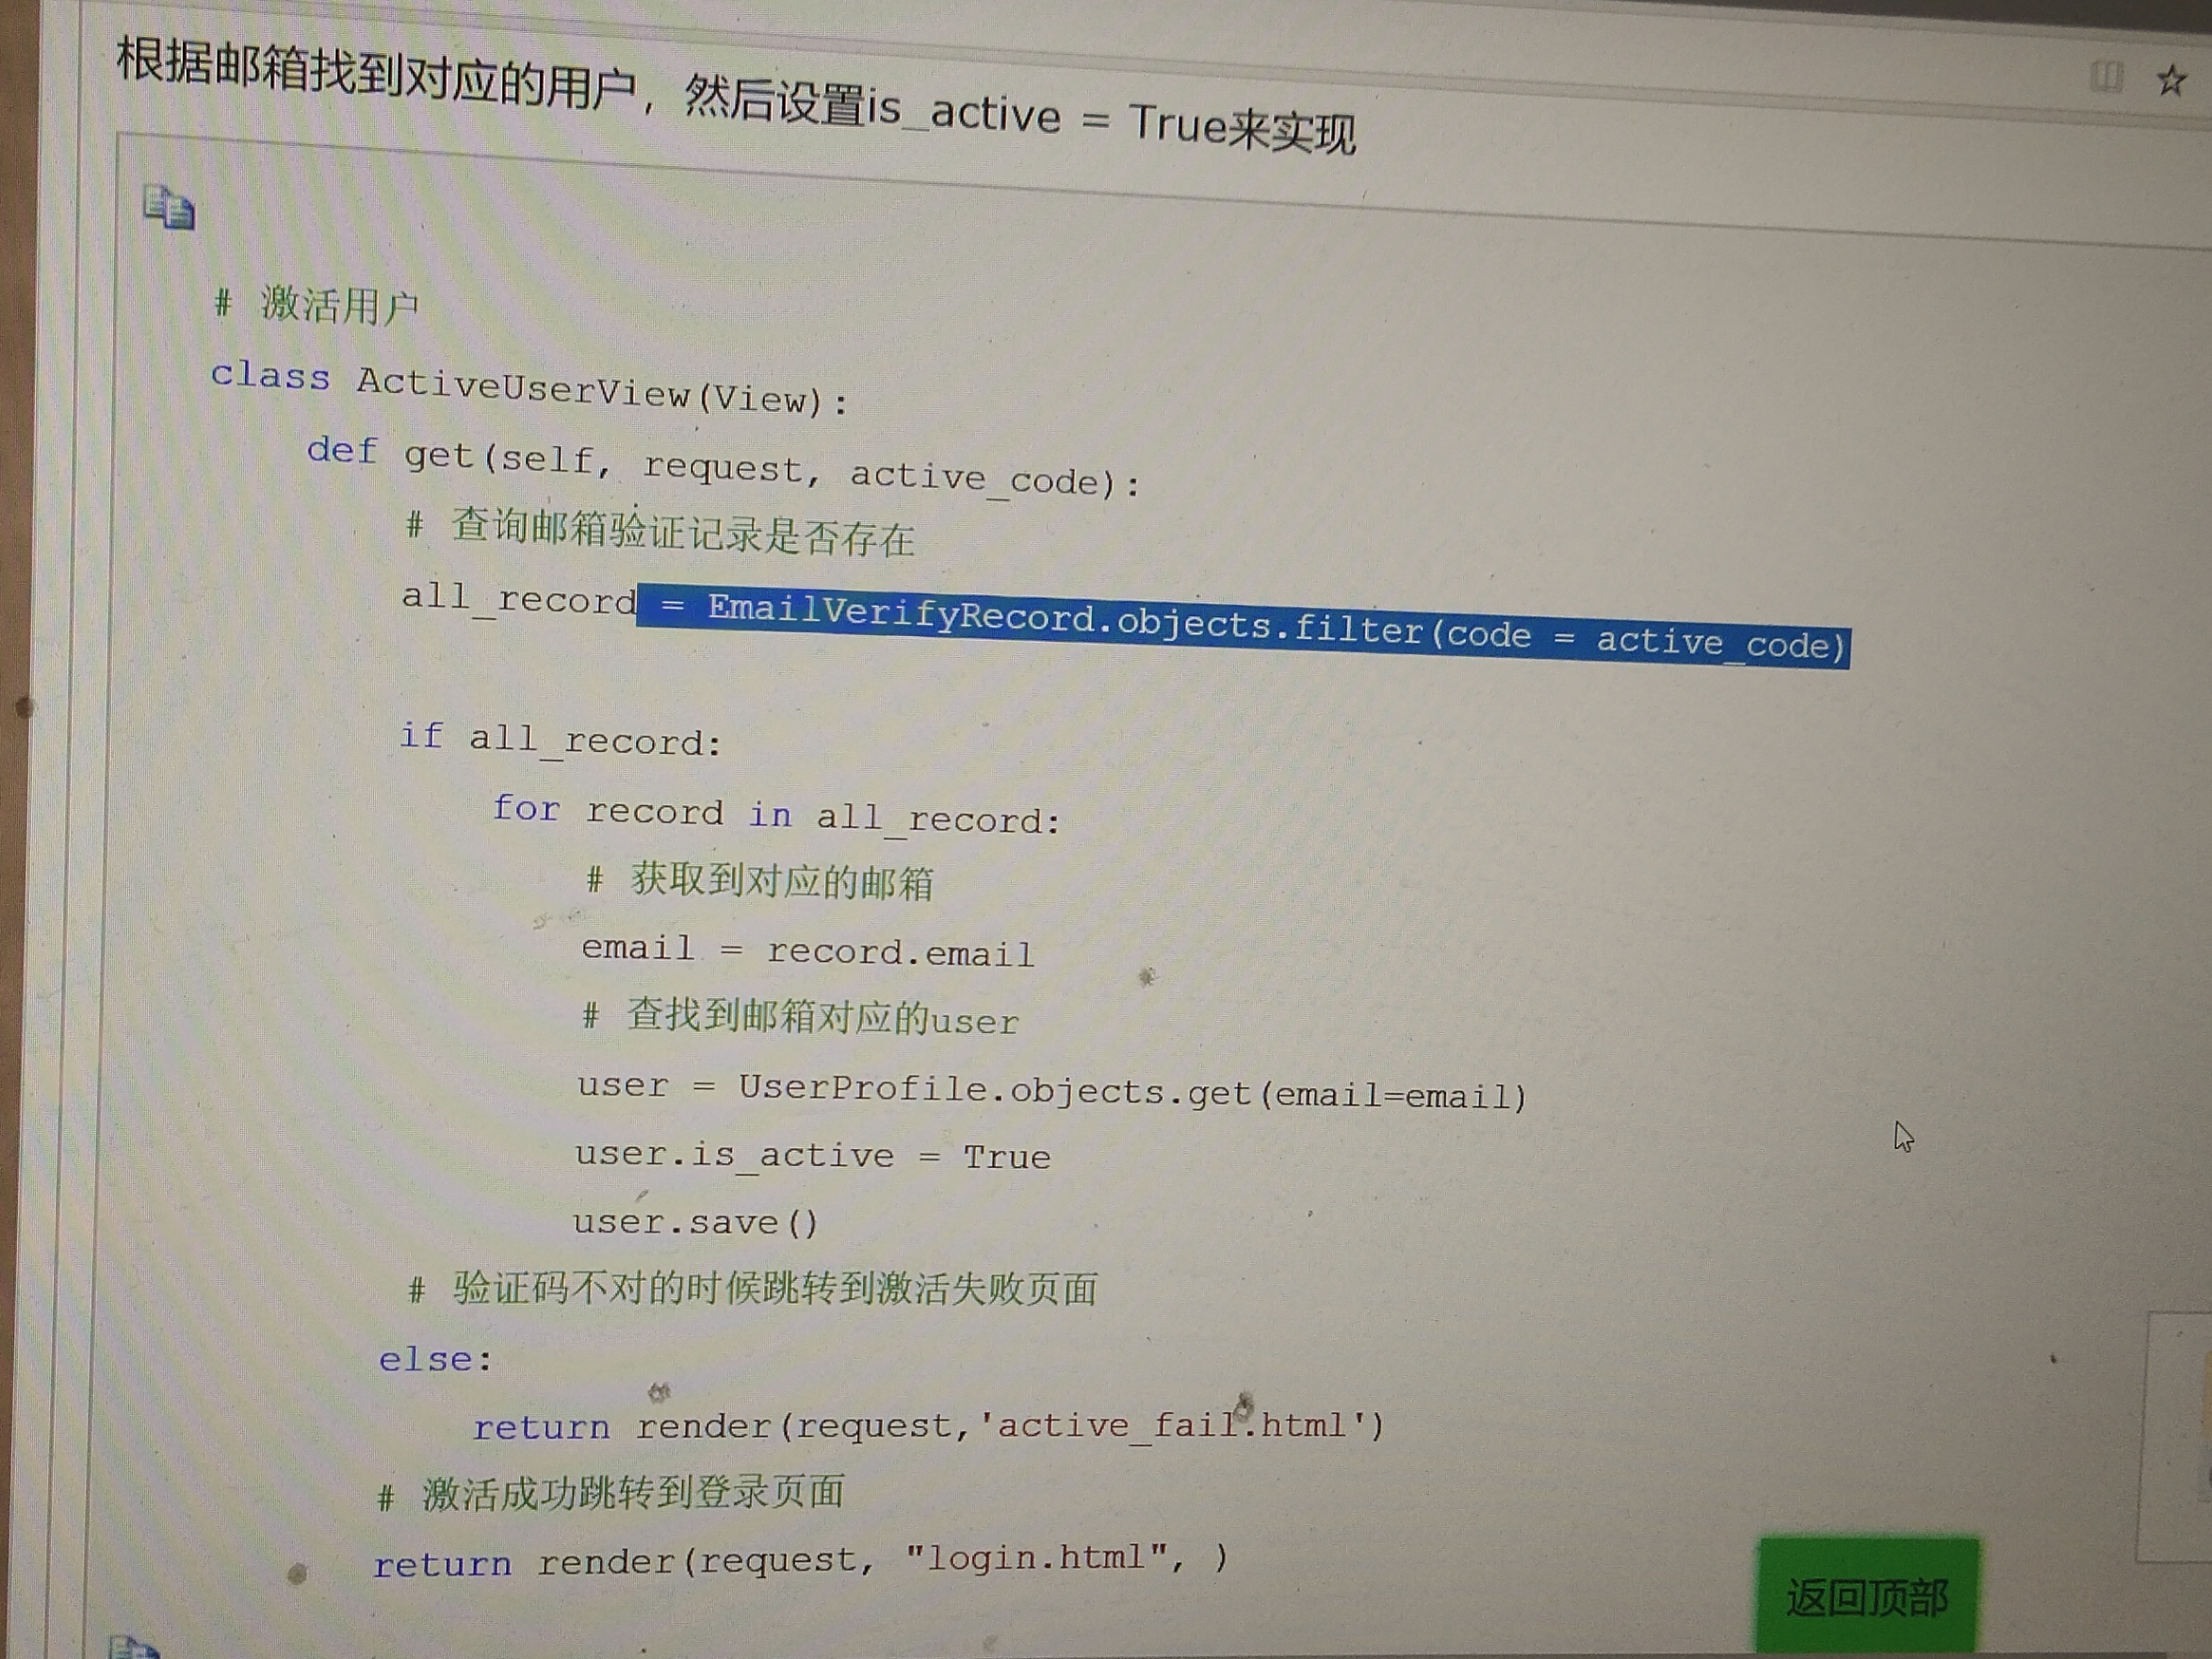 根据邮箱找到对应的用户，然后设置is_active = True来实现
# 激活用户
class ActiveUserView(View):
def get(self, request, active_code):
# 查询邮箱验证记录是否存在
all_record = EmailVerifyRecord.objects.filter(code = active_code)
if all_record:
for record in all_record:
# 获取到对应的邮箱
email = record.email
# 查找到邮箱对应的user
user = UserProfile.objects.get(email=email)
user.is_active = True
user.save()
# 验证码不对的时候跳转到激活失败页面
else:
return render(request,'active_fail.html')
# 激活成功跳转到登录页面
return render(request, "login.html", )
返回顶部